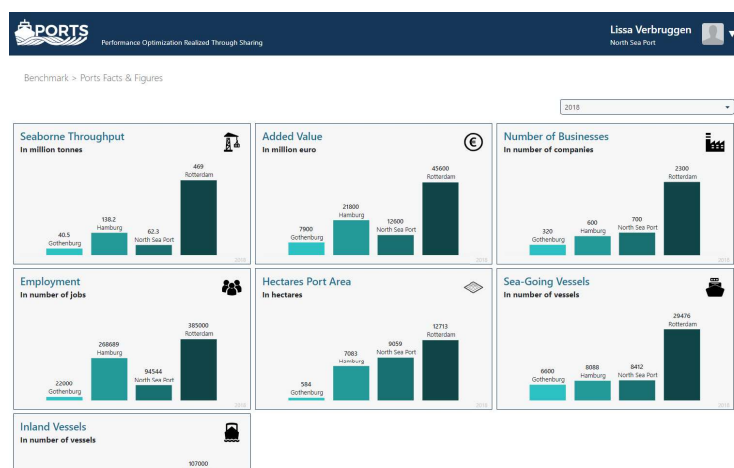 PORTS
Performance Optimization Realized Through Sharing
Lissa Verbruggen
North Sea Port
Benchmark > Ports Facts & Figures
2018
Seaborne Throughput
In million tonnes
40.5
Gothenburg
138.2
Hamburg
62.3
North Sea Port
469
Rotterdam
2018
Added Value
In million euro
7900
Gothenburg
21800
Hamburg
12600
North Sea Port
45600
Rotterdam
2018
Number of Businesses
In number of companies
320
Gothenburg
600
Hamburg
700
North Sea Port
2300
Rotterdam
2018
Employment
In number of jobs
22000
Gothenburg
268689
Hamburg
94544
North Sea Port
385000
Rotterdam
2018
Hectares Port Area
In hectares
584
Gothenburg
7083
Hamburg
9059
North Sea Port
12713
Rotterdam
2018
Sea-Going Vessels
In number of vessels
6600
Gothenburg
8088
Hamburg
8412
North Sea Port
29476
Rotterdam
2018
Inland Vessels
In number of vessels
107000